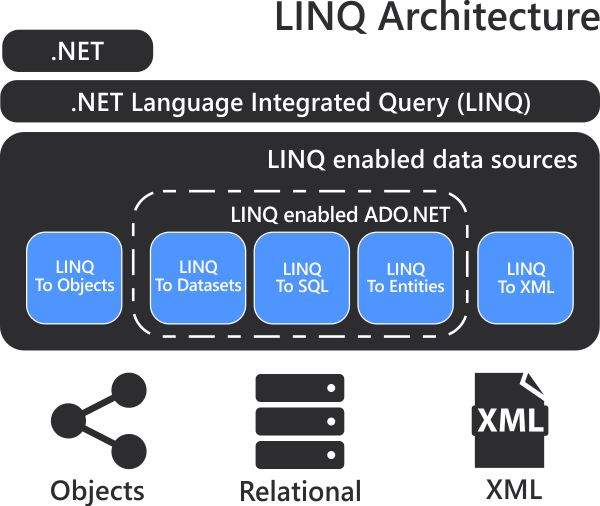 LINQ Architecture
.NET
.NET Language Integrated Query (LINQ)
LINQ enabled data sources
LINQ enabled ADO.NET
LINQ
To Objects
LINQ
To Datasets
LINQ
To SQL
LINQ
To Entities
LINQ
To XML
XML
Objects
Relational
XML